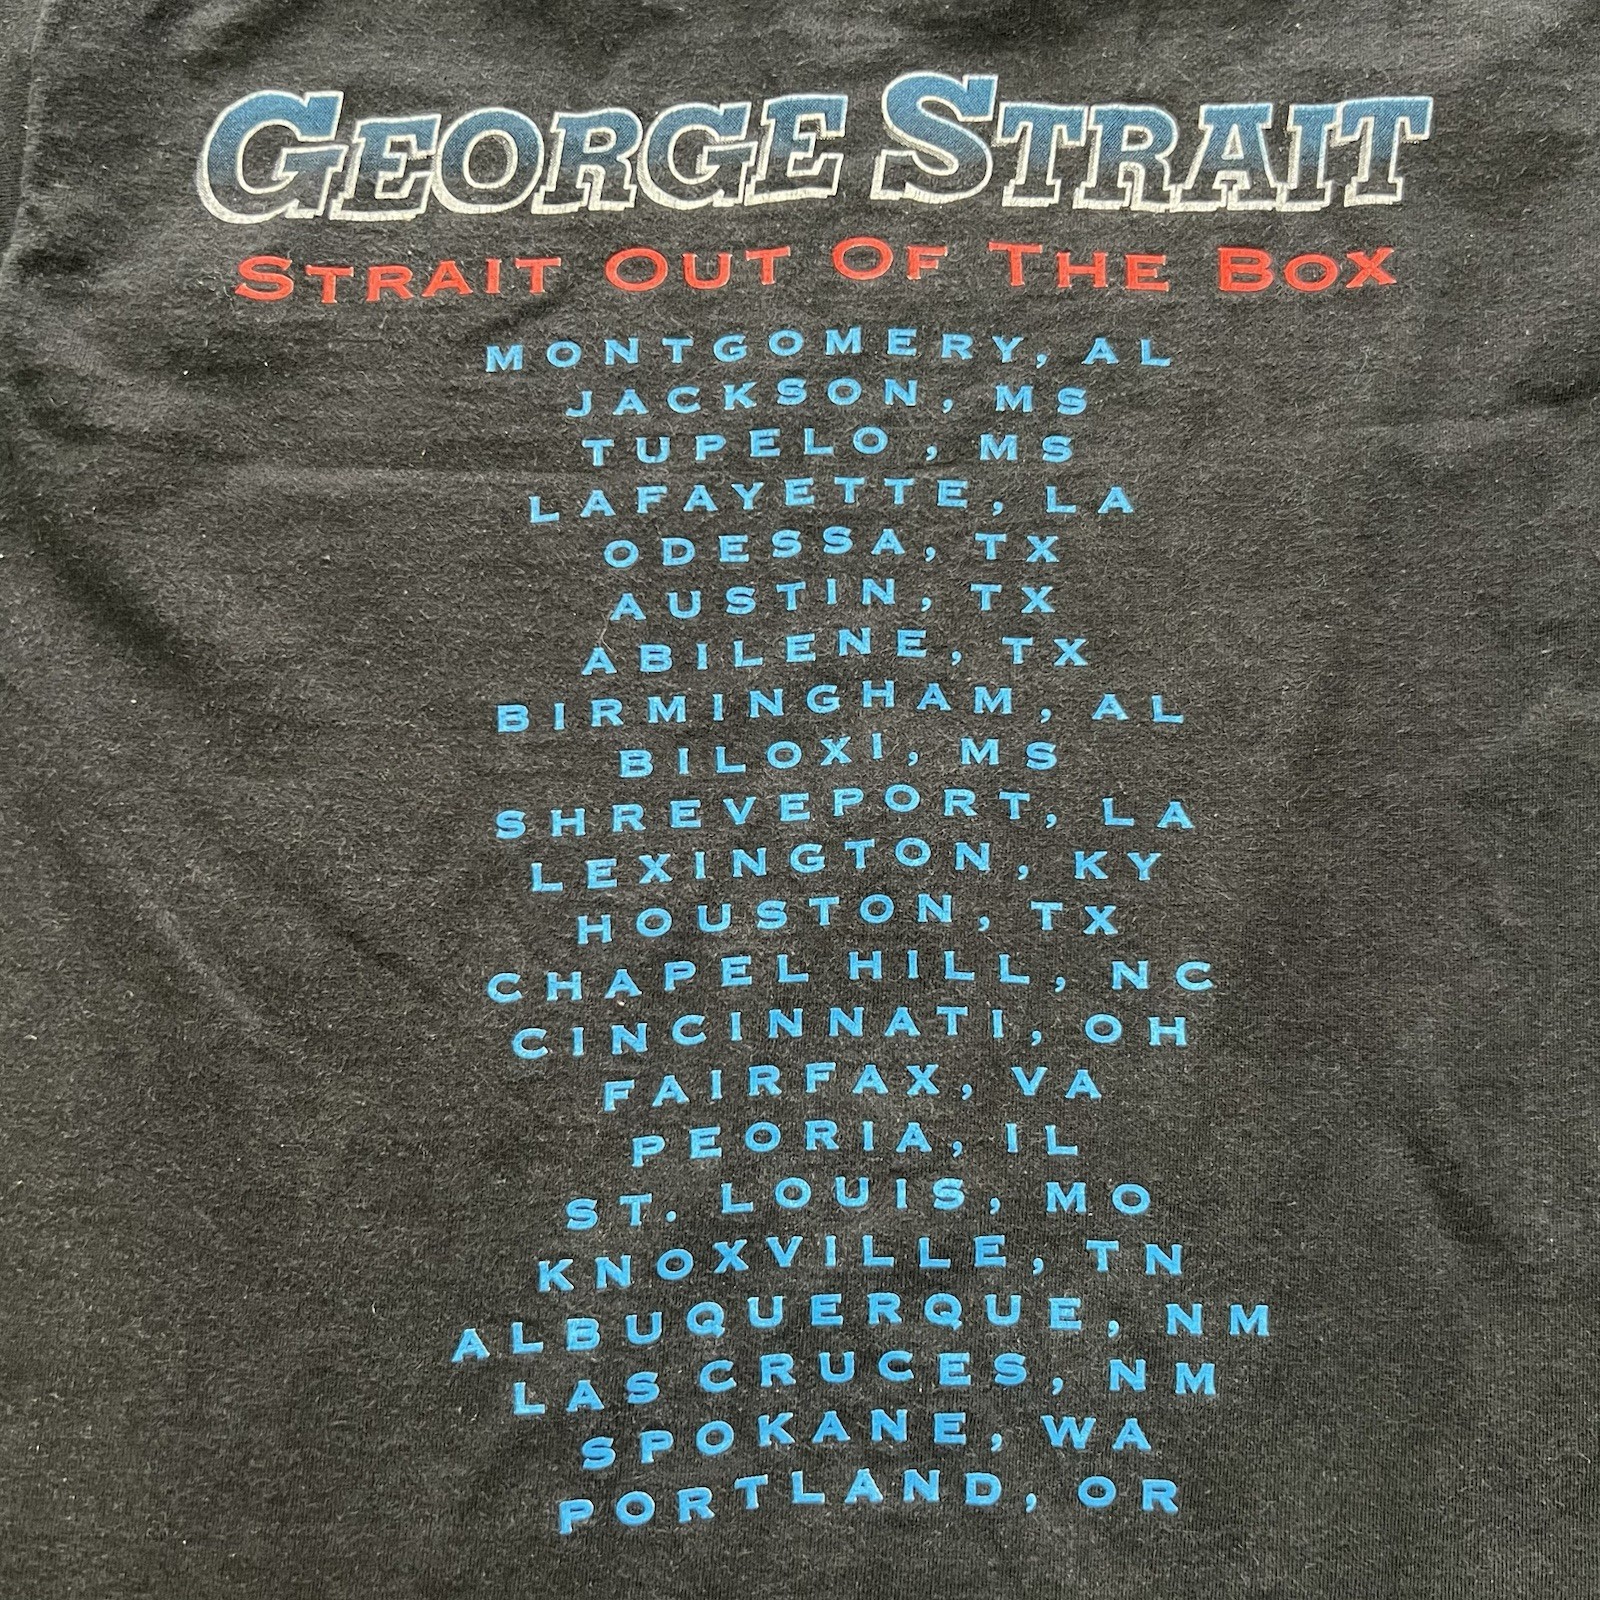 GEORGE STRAIT
STRAIT OUT OF THE BOX
MONTGOMERY, AL
JACKSON, MS
TUPELO, MS
LAFAYETTE, LA
ODESSA, TX
AUSTIN, TX
ABILENE, TX
BIRMINGHAM, AL
BILOXI, MS
SHREVEPORT, LA
LEXINGTON, KY
HOUSTON, TX
CHAPEL HILL, NC
CINCINNATI, OH
FAIRFAX, VA
PEORIA, IL
ST. LOUIS, MO
KNOXVILLE, TN
ALBUQUERQUE, NM
LAS CRUCES, NM
SPOKANE, WA
PORTLAND, OR